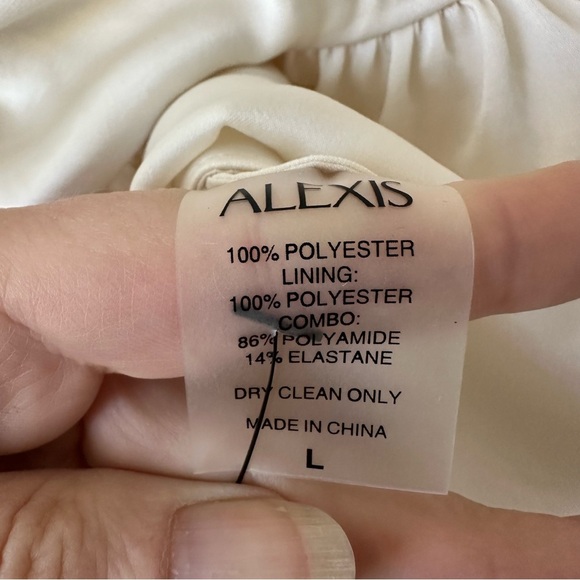 ALEXIS
100% POLYESTER
LINING:
100% POLYESTER
COMBO:
86% POLYAMIDE
14% ELASTANE
DRY CLEAN ONLY
MADE IN CHINA
L